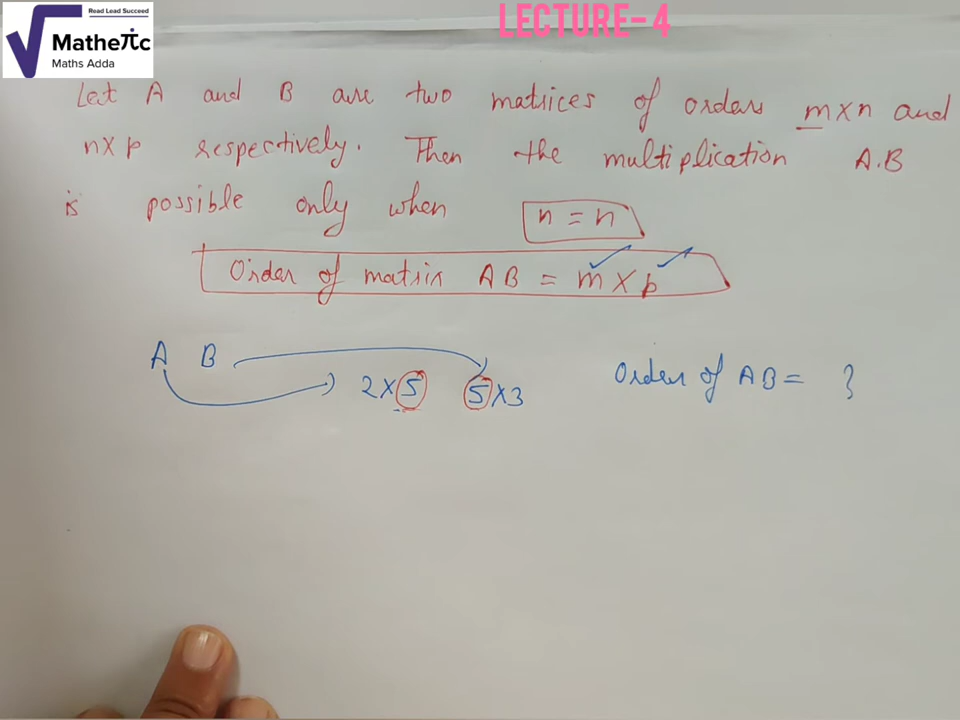 LECTURE-4
Read Lead Succeed
Matheπc
Maths Adda
Let A and B are two matrices of orders m×n and
n×p respectively. Then the multiplication A.B
is possible only when n = n
Order of matrix AB = m×p
A B
2×5 5×3
Order of AB = ?